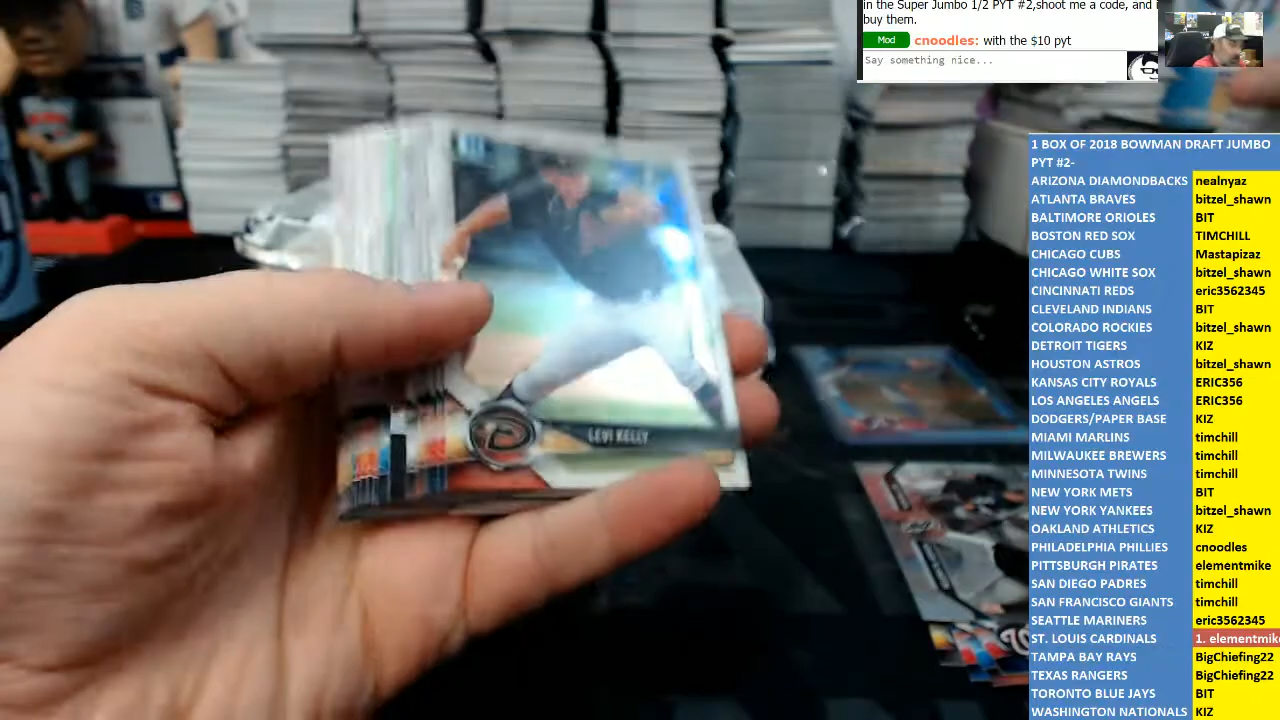 in the Super Jumbo 1/2 PYT #2,shoot me a code, and i
buy them.
Mod cnoodles: with the $10 pyt
Say something nice...
LEVI KELLY
1 BOX OF 2018 BOWMAN DRAFT JUMBO
PYT #2-
ARIZONA DIAMONDBACKS nealnyaz
ATLANTA BRAVES bitzel_shawn
BALTIMORE ORIOLES BIT
BOSTON RED SOX TIMCHILL
CHICAGO CUBS Mastapizaz
CHICAGO WHITE SOX bitzel_shawn
CINCINNATI REDS eric3562345
CLEVELAND INDIANS BIT
COLORADO ROCKIES bitzel_shawn
DETROIT TIGERS KIZ
HOUSTON ASTROS bitzel_shawn
KANSAS CITY ROYALS ERIC356
LOS ANGELES ANGELS ERIC356
DODGERS/PAPER BASE KIZ
MIAMI MARLINS timchill
MILWAUKEE BREWERS timchill
MINNESOTA TWINS timchill
NEW YORK METS BIT
NEW YORK YANKEES bitzel_shawn
OAKLAND ATHLETICS KIZ
PHILADELPHIA PHILLIES cnoodles
PITTSBURGH PIRATES elementmike
SAN DIEGO PADRES timchill
SAN FRANCISCO GIANTS timchill
SEATTLE MARINERS eric3562345
ST. LOUIS CARDINALS 1. elementmike
TAMPA BAY RAYS BigChiefing22
TEXAS RANGERS BigChiefing22
TORONTO BLUE JAYS BIT
WASHINGTON NATIONALS KIZ